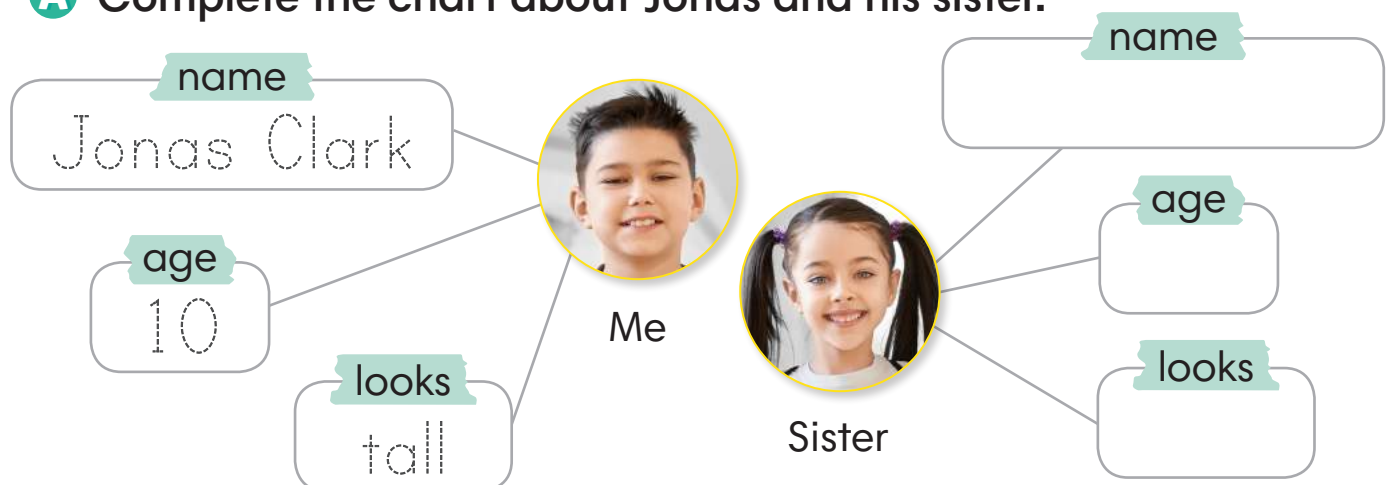 A Complete the chart about Jonas and his sister.
name
Jonas Clark
age
10
looks
tall
Me
Sister
name
age
looks